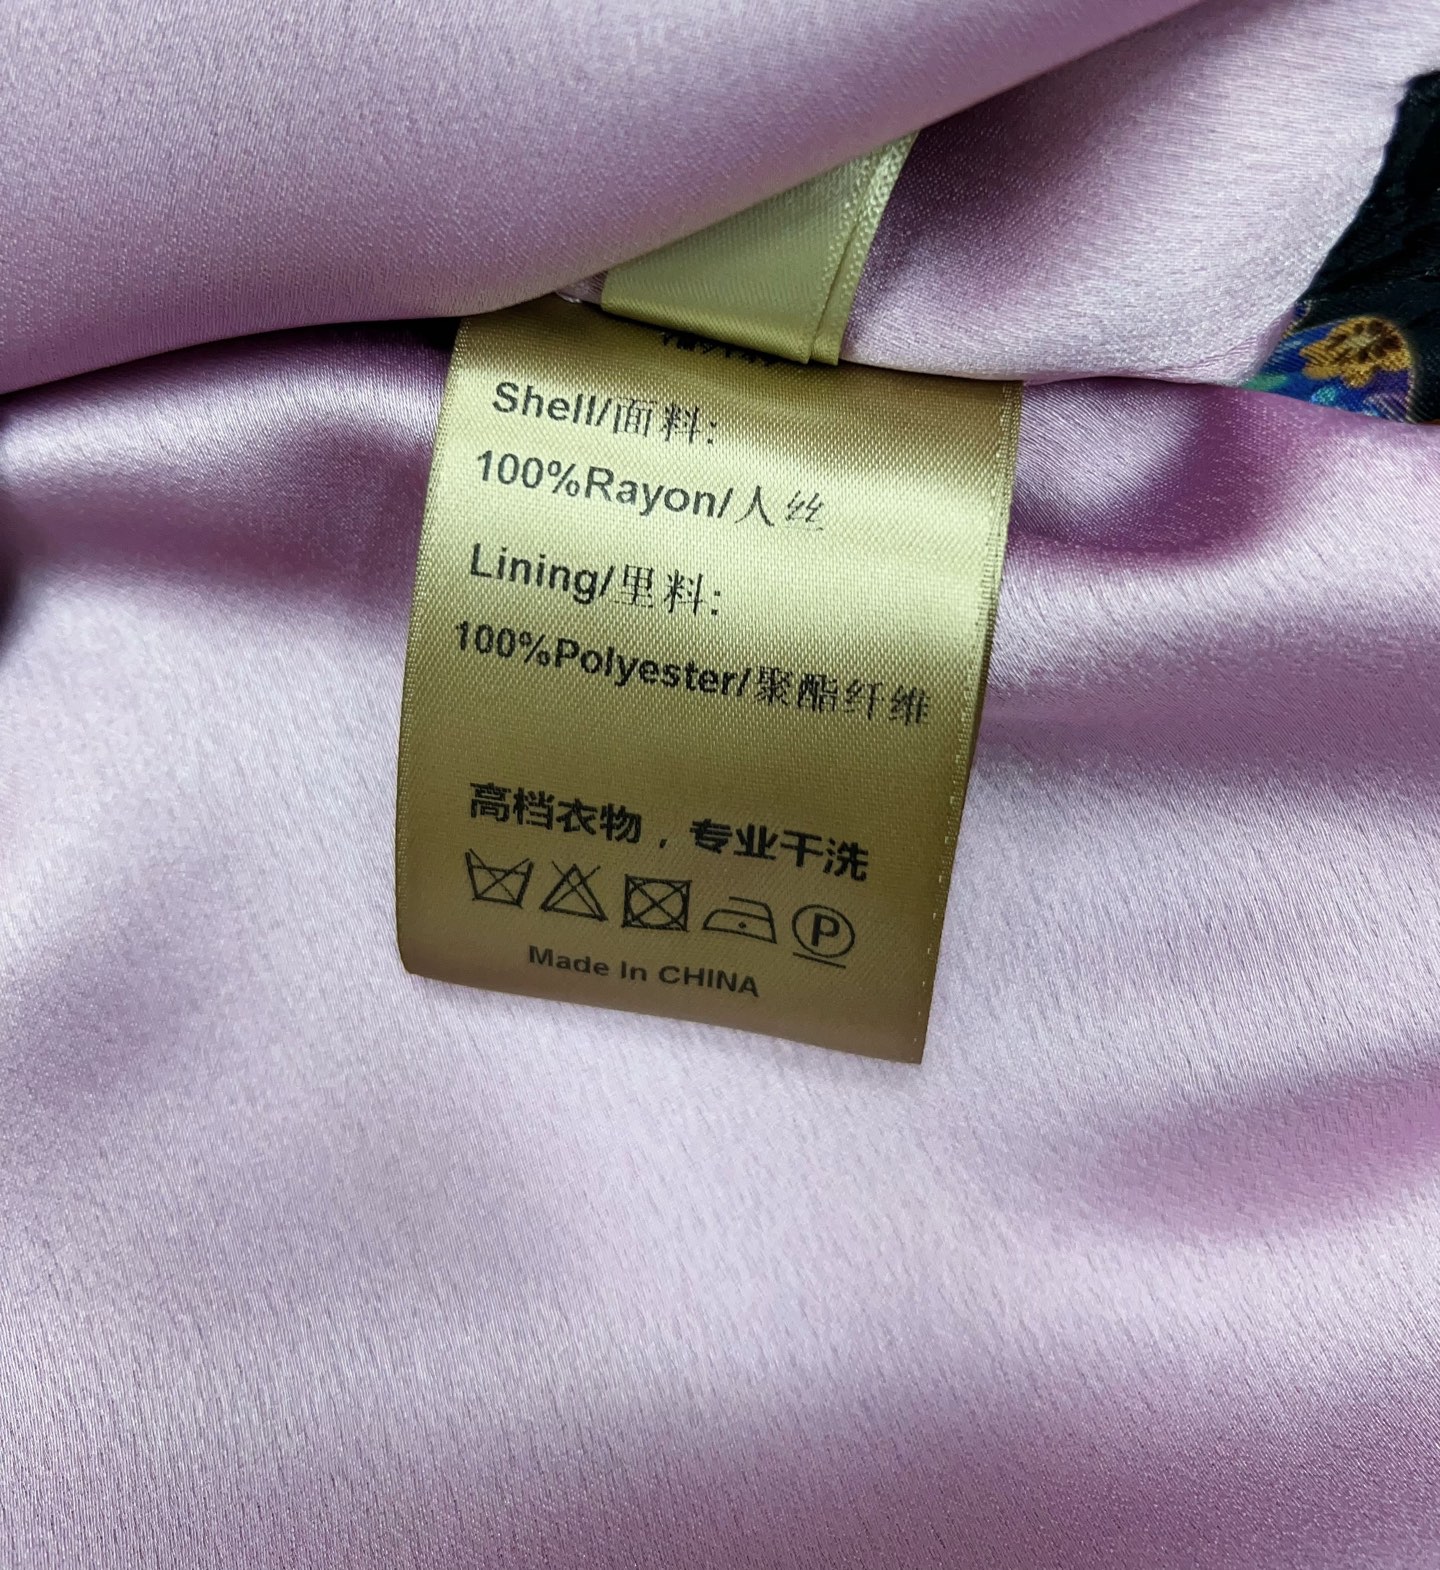 Shell/面料:
100%Rayon/人丝
Lining/里料:
100%Polyester/聚酯纤维
高档衣物，专业干洗
P
Made In CHINA